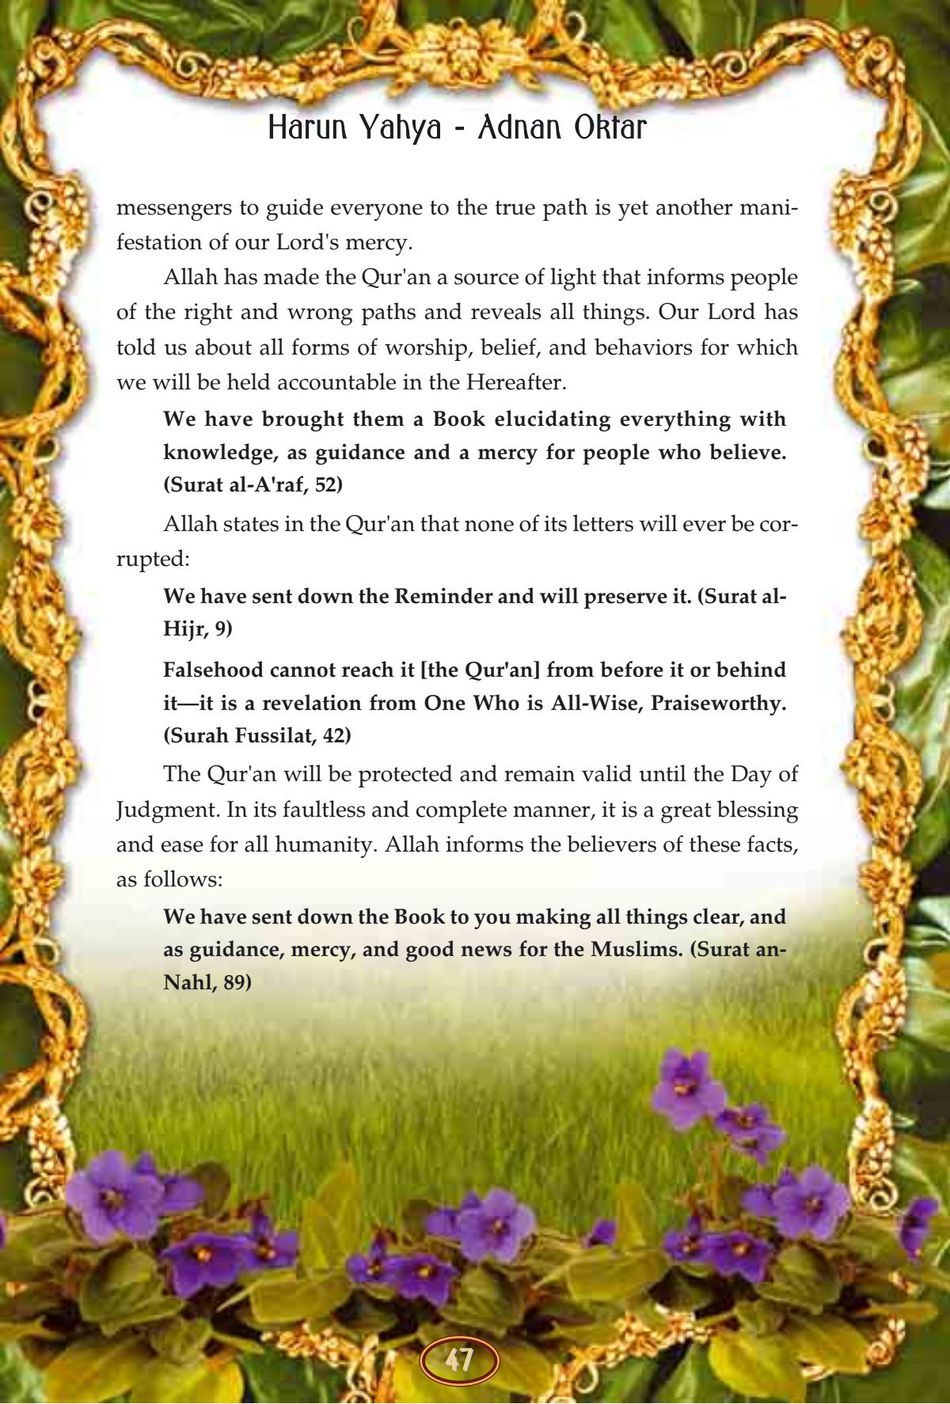 Harun Yahya - Adnan Oktar
messengers to guide everyone to the true path is yet another mani-
festation of our Lord's mercy.
Allah has made the Qur'an a source of light that informs people
of the right and wrong paths and reveals all things. Our Lord has
told us about all forms of worship, belief, and behaviors for which
we will be held accountable in the Hereafter.
We have brought them a Book elucidating everything with
knowledge, as guidance and a mercy for people who believe.
(Surat al-A'raf, 52)
Allah states in the Qur'an that none of its letters will ever be cor-
rupted:
We have sent down the Reminder and will preserve it. (Surat al-
Hijr, 9)
Falsehood cannot reach it [the Qur'an] from before it or behind
it—it is a revelation from One Who is All-Wise, Praiseworthy.
(Surah Fussilat, 42)
The Qur'an will be protected and remain valid until the Day of
Judgment. In its faultless and complete manner, it is a great blessing
and ease for all humanity. Allah informs the believers of these facts,
as follows:
We have sent down the Book to you making all things clear, and
as guidance, mercy, and good news for the Muslims. (Surat an-
Nahl, 89)
47